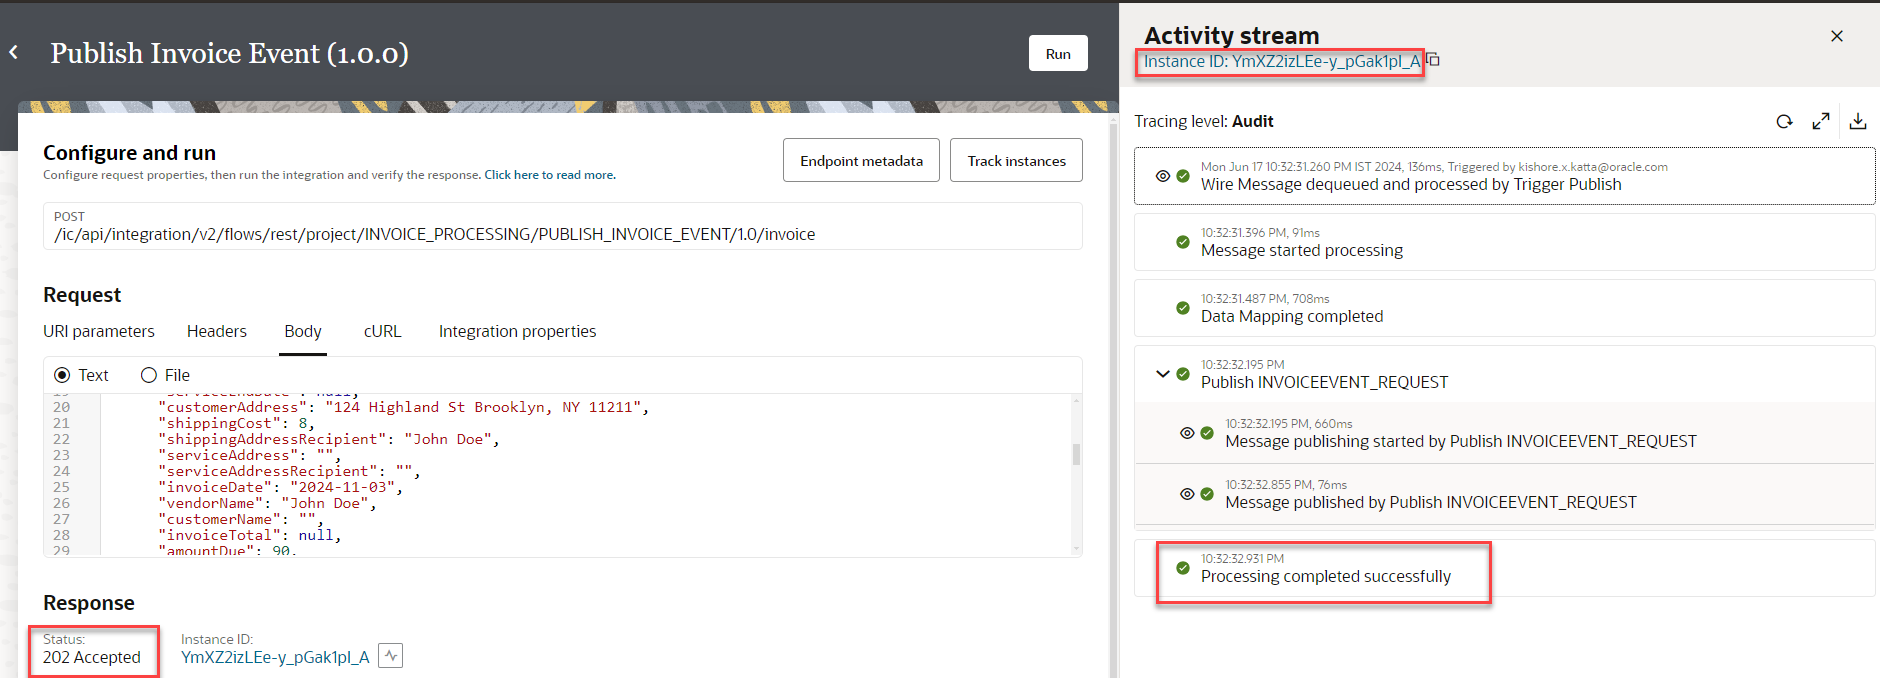 Publish Invoice Event (1.0.0)
Run
Configure and run
Configure request properties, then run the integration and verify the response. Click here to read more.
Endpoint metadata
Track instances
POST
/ic/api/integration/v2/flows/rest/project/INVOICE_PROCESSING/PUBLISH_INVOICE_EVENT/1.0/invoice
Request
URI parameters Headers Body cURL Integration properties
Text File
20 "customerAddress": "124 Highland St Brooklyn, NY 11211",
21 "shippingCost": 8,
22 "shippingAddressRecipient": "John Doe",
23 "serviceAddress": "",
24 "serviceAddressRecipient": "",
25 "invoiceDate": "2024-11-03",
26 "vendorName": "John Doe",
27 "customerName": "",
28 "invoiceTotal": null,
29 "amountDue": 90,
Response
Status:
202 Accepted
Instance ID:
YmXZ2izLEe-y_pGak1pI_A
Activity stream
Instance ID: YmXZ2izLEe-y_pGak1pI_A
Tracing level: Audit
Mon Jun 17 10:32:31.260 PM IST 2024, 136ms, Triggered by kishore.x.katta@oracle.com
Wire Message dequeued and processed by Trigger Publish
10:32:31.396 PM, 91ms
Message started processing
10:32:31.487 PM, 708ms
Data Mapping completed
10:32:32.195 PM
Publish INVOICEEVENT_REQUEST
10:32:32.195 PM, 660ms
Message publishing started by Publish INVOICEEVENT_REQUEST
10:32:32.855 PM, 76ms
Message published by Publish INVOICEEVENT_REQUEST
10:32:32.931 PM
Processing completed successfully